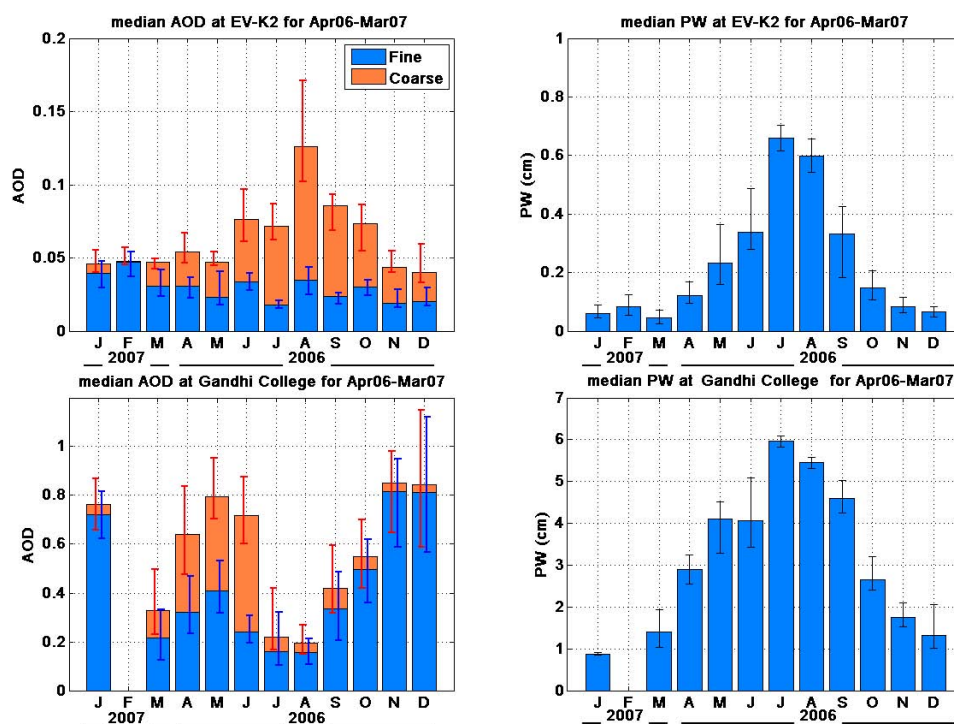 median AOD at EV-K2 for Apr06-Mar07
0.2
0.15
0.1
0.05
0
AOD
Fine
Coarse
J F M A M J J A S O N D
2007 2006
median PW at EV-K2 for Apr06-Mar07
1
0.8
0.6
0.4
0.2
0
PW (cm)
J F M A M J J A S O N D
2007 2006
median AOD at Gandhi College for Apr06-Mar07
1
0.8
0.6
0.4
0.2
0
AOD
J F M A M J J A S O N D
2007 2006
median PW at Gandhi College for Apr06-Mar07
7
6
5
4
3
2
1
0
PW (cm)
J F M A M J J A S O N D
2007 2006